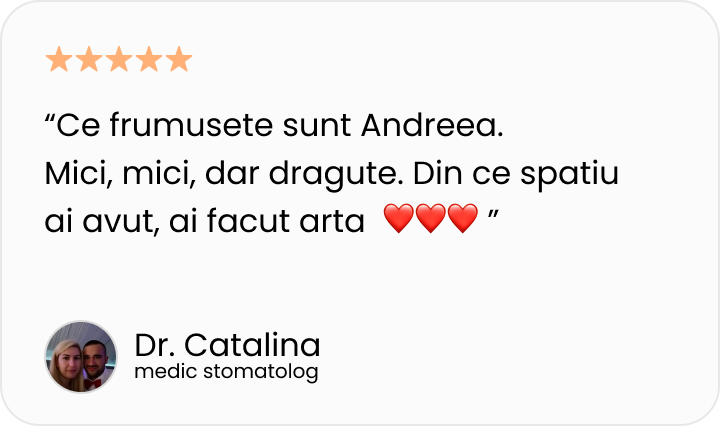 “Ce frumusete sunt Andreea.
Mici, mici, dar dragute. Din ce spatiu
ai avut, ai facut arta ❤️❤️❤️ ”
Dr. Catalina
medic stomatolog